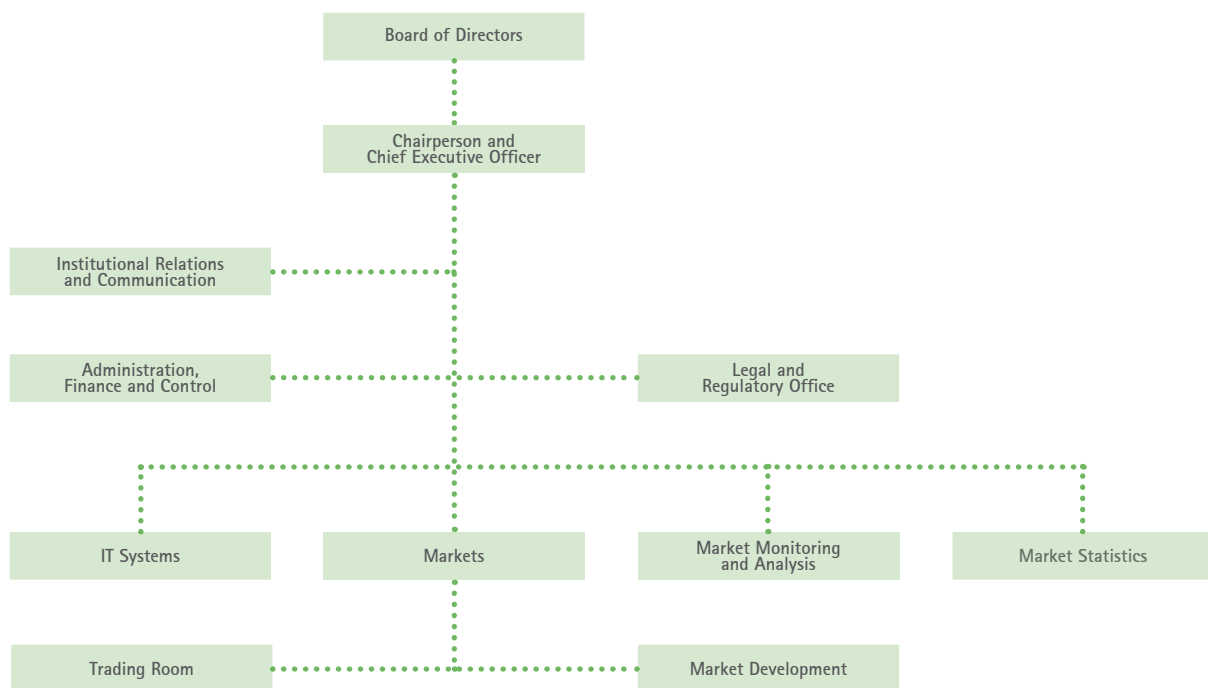 Board of Directors
Chairperson and
Chief Executive Officer
Institutional Relations
and Communication
Administration,
Finance and Control
Legal and
Regulatory Office
IT Systems
Markets
Market Monitoring
and Analysis
Market Statistics
Trading Room
Market Development